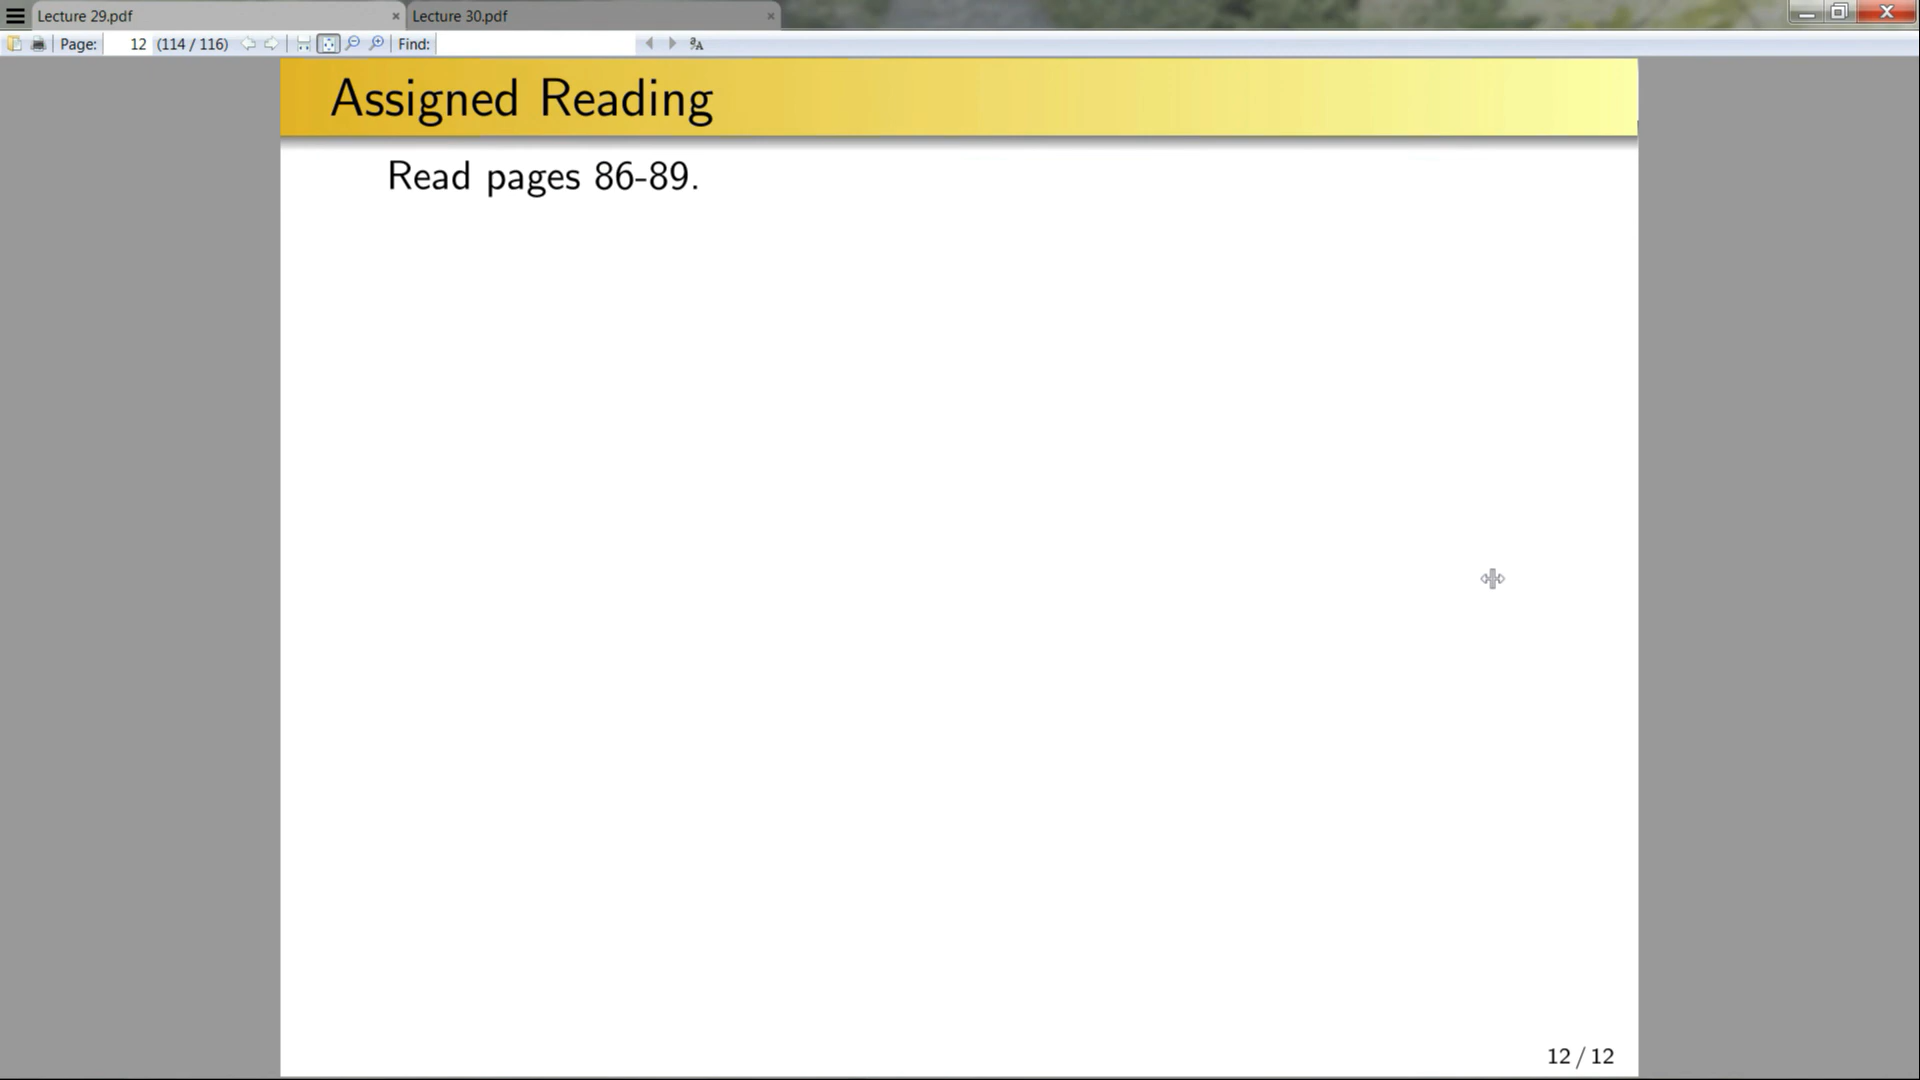 Lecture 29.pdf
Lecture 30.pdf
Page: 12 (114 / 116) Find:
Assigned Reading
Read pages 86-89.
12 / 12